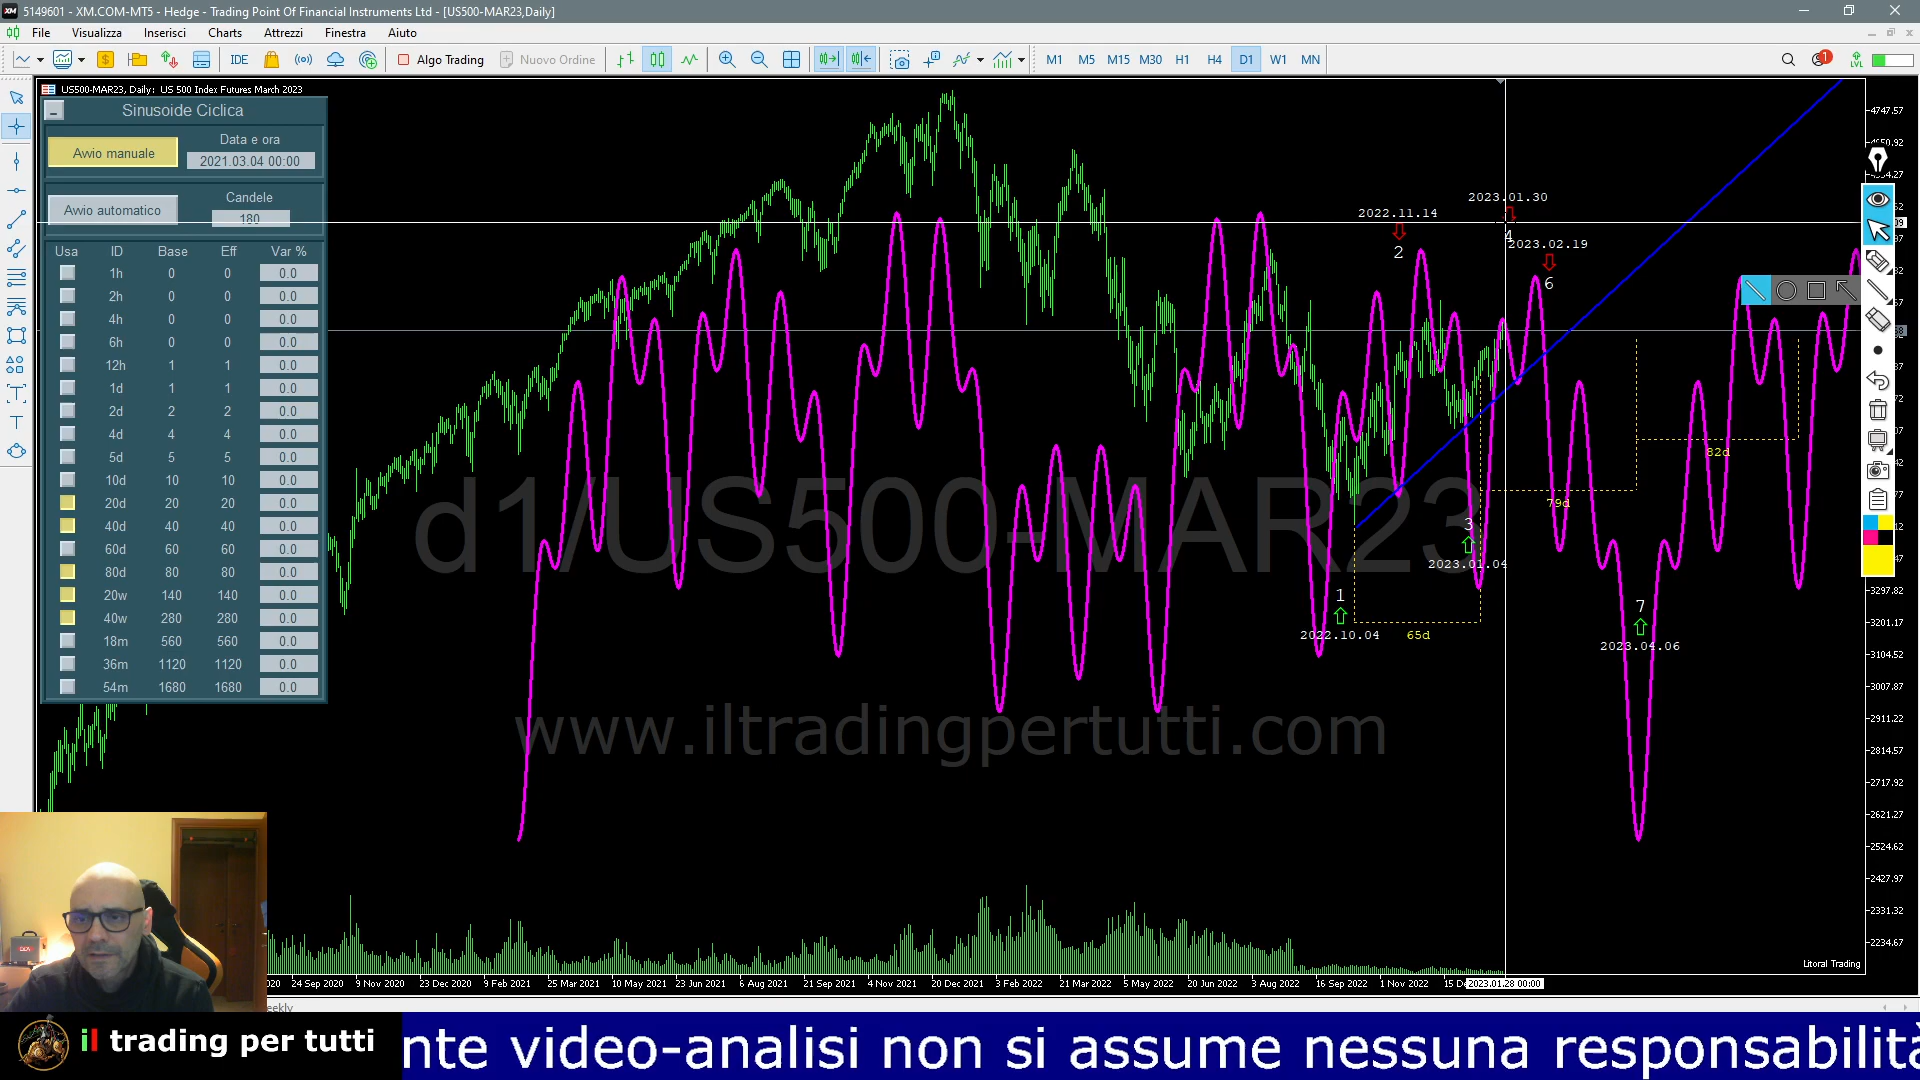 5149601 - XM.COM-MT5 - Hedge - Trading Point Of Financial Instruments Ltd - [US500-MAR23,Daily]
File Visualizza Inserisci Charts Attrezzi Finestra Aiuto
IDE Algo Trading Nuovo Ordine M1 M5 M15 M30 H1 H4 D1 W1 MN 1 LVL
US500-MAR23, Daily: US 500 Index Futures March 2023
Sinusoide Ciclica
Avvio manuale
Data e ora
2021.03.04 00:00
Avvio automatico
Candele
180
Usa ID Base Eff Var %
1h 0 0 0.0
2h 0 0 0.0
4h 0 0 0.0
6h 0 0 0.0
12h 1 1 0.0
1d 1 1 0.0
2d 2 2 0.0
4d 4 4 0.0
5d 5 5 0.0
10d 10 10 0.0
20d 20 20 0.0
40d 40 40 0.0
60d 60 60 0.0
80d 80 80 0.0
20w 140 140 0.0
40w 280 280 0.0
18m 560 560 0.0
36m 1120 1120 0.0
54m 1680 1680 0.0
d1/US500-MAR23
www.iltradingpertutti.com
2022.11.14
2
2023.01.30
4
2023.02.19
6
82d
79d
3
2023.01.04
1
2022.10.04
65d
7
2023.04.06
4747.57
3297.82
3201.17
3104.52
3007.87
2911.22
2814.57
2717.92
2621.27
2524.62
2427.97
2331.32
2234.67
Litoral Trading
24 Sep 2020 9 Nov 2020 23 Dec 2020 9 Feb 2021 25 Mar 2021 10 May 2021 23 Jun 2021 6 Aug 2021 21 Sep 2021 4 Nov 2021 20 Dec 2021 3 Feb 2022 21 Mar 2022 5 May 2022 20 Jun 2022 3 Aug 2022 16 Sep 2022 1 Nov 2022 2023.01.28 00:00
il trading per tutti
nte video-analisi non si assume nessuna responsabilità